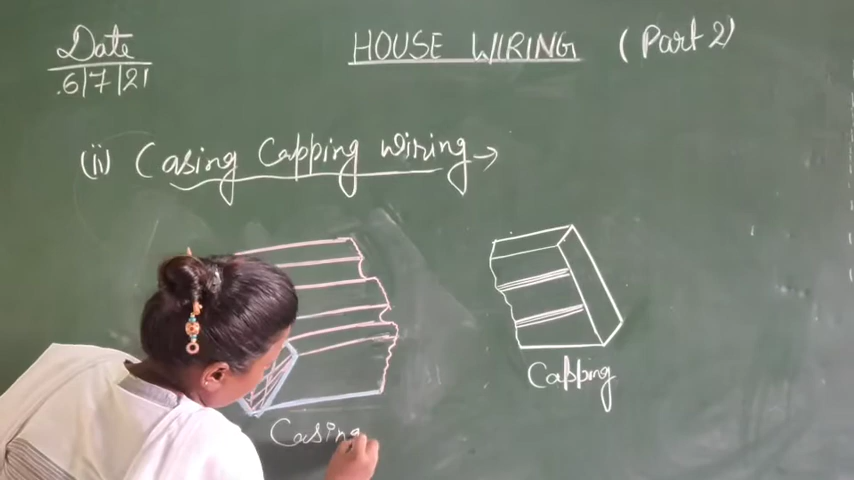 Date
6/7/21
HOUSE WIRING (Part 2)
(ii) Casing Capping Wiring →
Capping
Casing